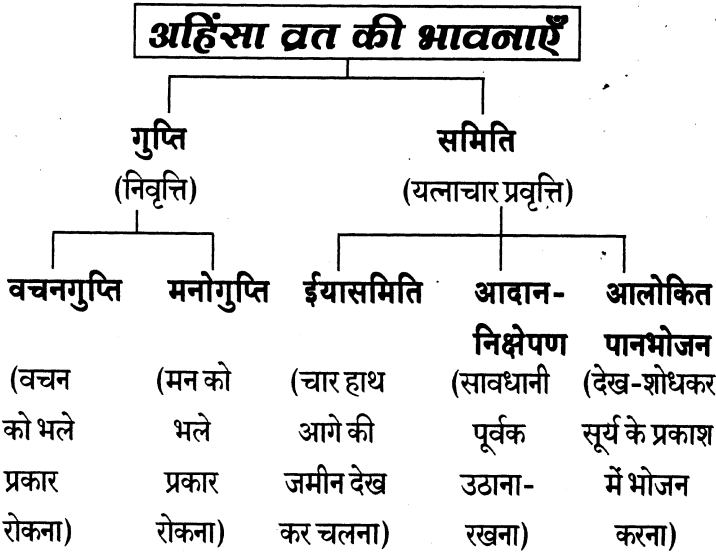 अहिंसा व्रत की भावनाएँ
गुप्ति
(निवृत्ति)
समिति
(यत्नाचार प्रवृत्ति)
वचनगुप्ति
(वचन
को भले
प्रकार
रोकना)
मनोगुप्ति
(मन को
भले
प्रकार
रोकना)
ईयासमिति
(चार हाथ
आगे की
जमीन देख
कर चलना)
आदान-
निक्षेपण
(सावधानी
पूर्वक
उठाना-
रखना)
आलोकित
पानभोजन
(देख-शोधकर
सूर्य के प्रकाश
में भोजन
करना)